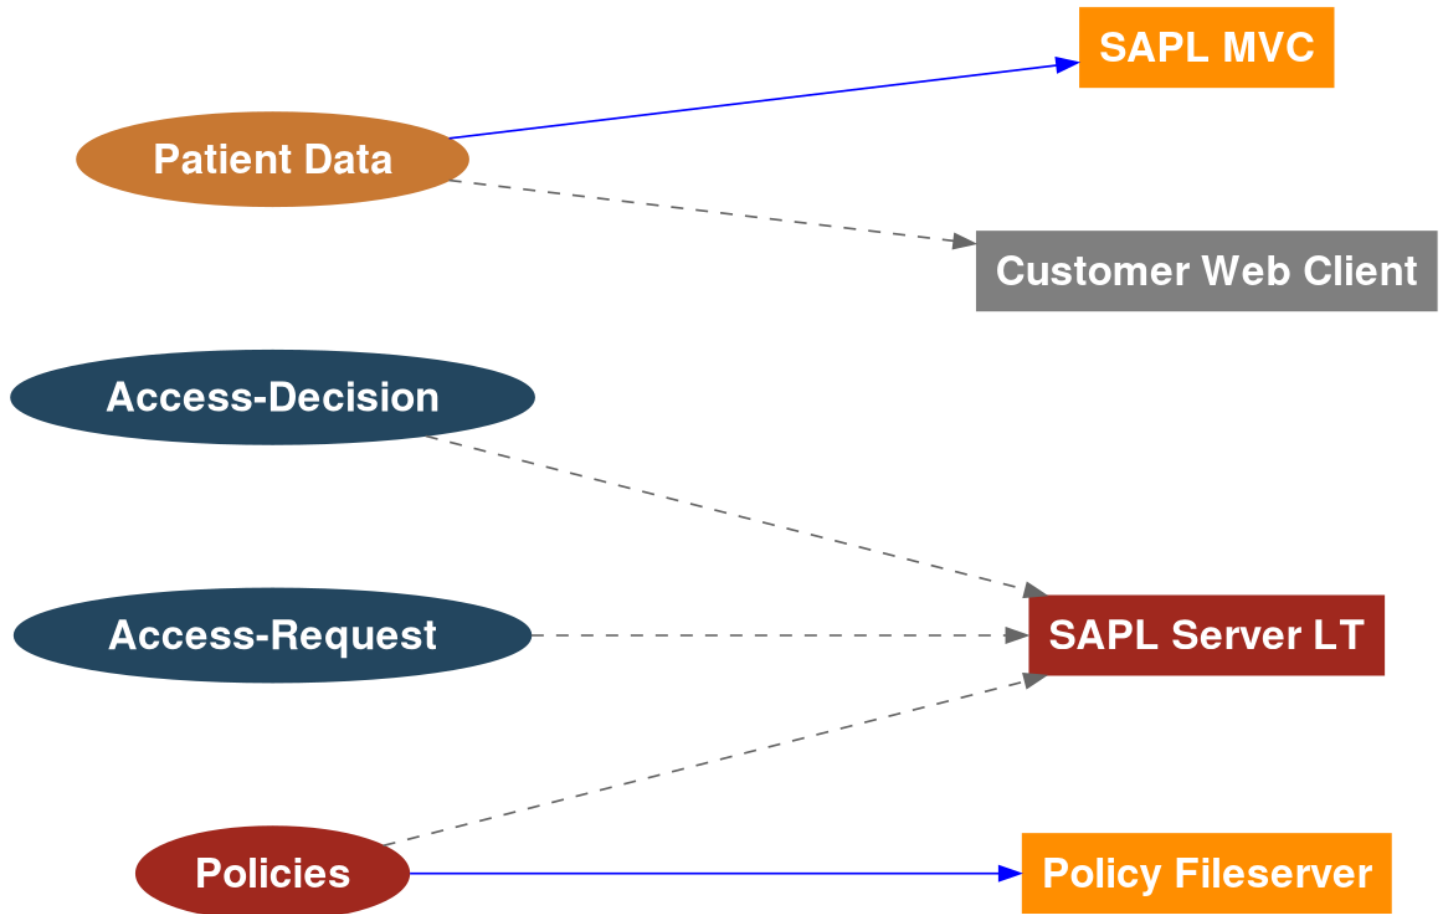 SAPL MVC
Patient Data
Customer Web Client
Access-Decision
Access-Request
SAPL Server LT
Policies
Policy Fileserver